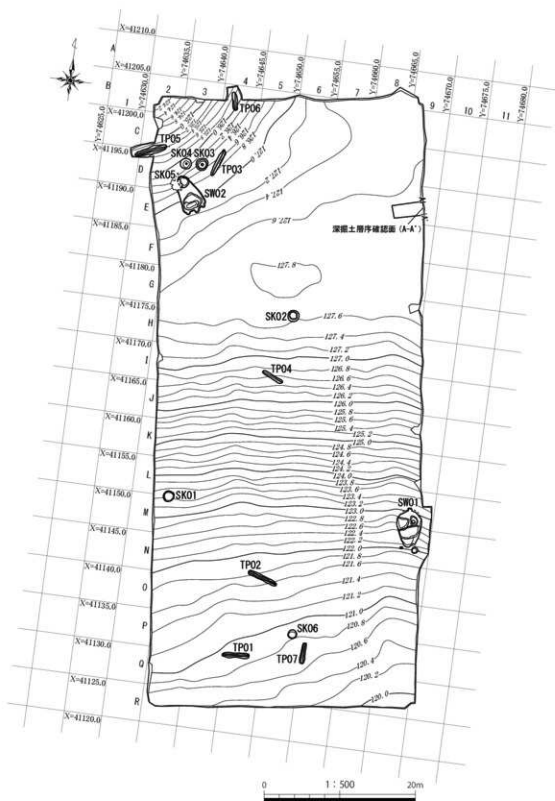 X=41210.0
A
X=41205.0
B
X=41200.0
C
X=41195.0
D
X=41190.0
E
X=41185.0
F
X=41180.0
G
X=41175.0
H
X=41170.0
I
X=41165.0
J
X=41160.0
K
X=41155.0
L
X=41150.0
M
X=41145.0
N
X=41140.0
O
X=41135.0
P
X=41130.0
Q
X=41125.0
R
X=41120.0
Y=74625.0
Y=74630.0
Y=74635.0
Y=74640.0
Y=74645.0
Y=74650.0
Y=74655.0
Y=74660.0
Y=74665.0
Y=74670.0
Y=74675.0
Y=74680.0
1 2 3 4 5 6 7 8 9 10 11
TP06
TP05
SK04 SK03
TP03
SK05
SW02
127.0
127.2
127.4
127.6
深掘土層序確認面 (A-A')
127.8
SK02
127.6
127.4
127.2
127.0
126.8
TP04
126.6
126.4
126.2
126.0
125.8
125.6
125.4
125.2
125.0
124.8
124.6
124.4
124.2
124.0
123.8
123.6
SK01
123.4
123.0
SW01
122.8
122.6
122.4
122.2
122.0
121.8
121.6
TP02
121.4
121.2
121.0
120.8
SK06
120.6
TP01
TP07
120.4
120.2
120.0
1:500
0 20m